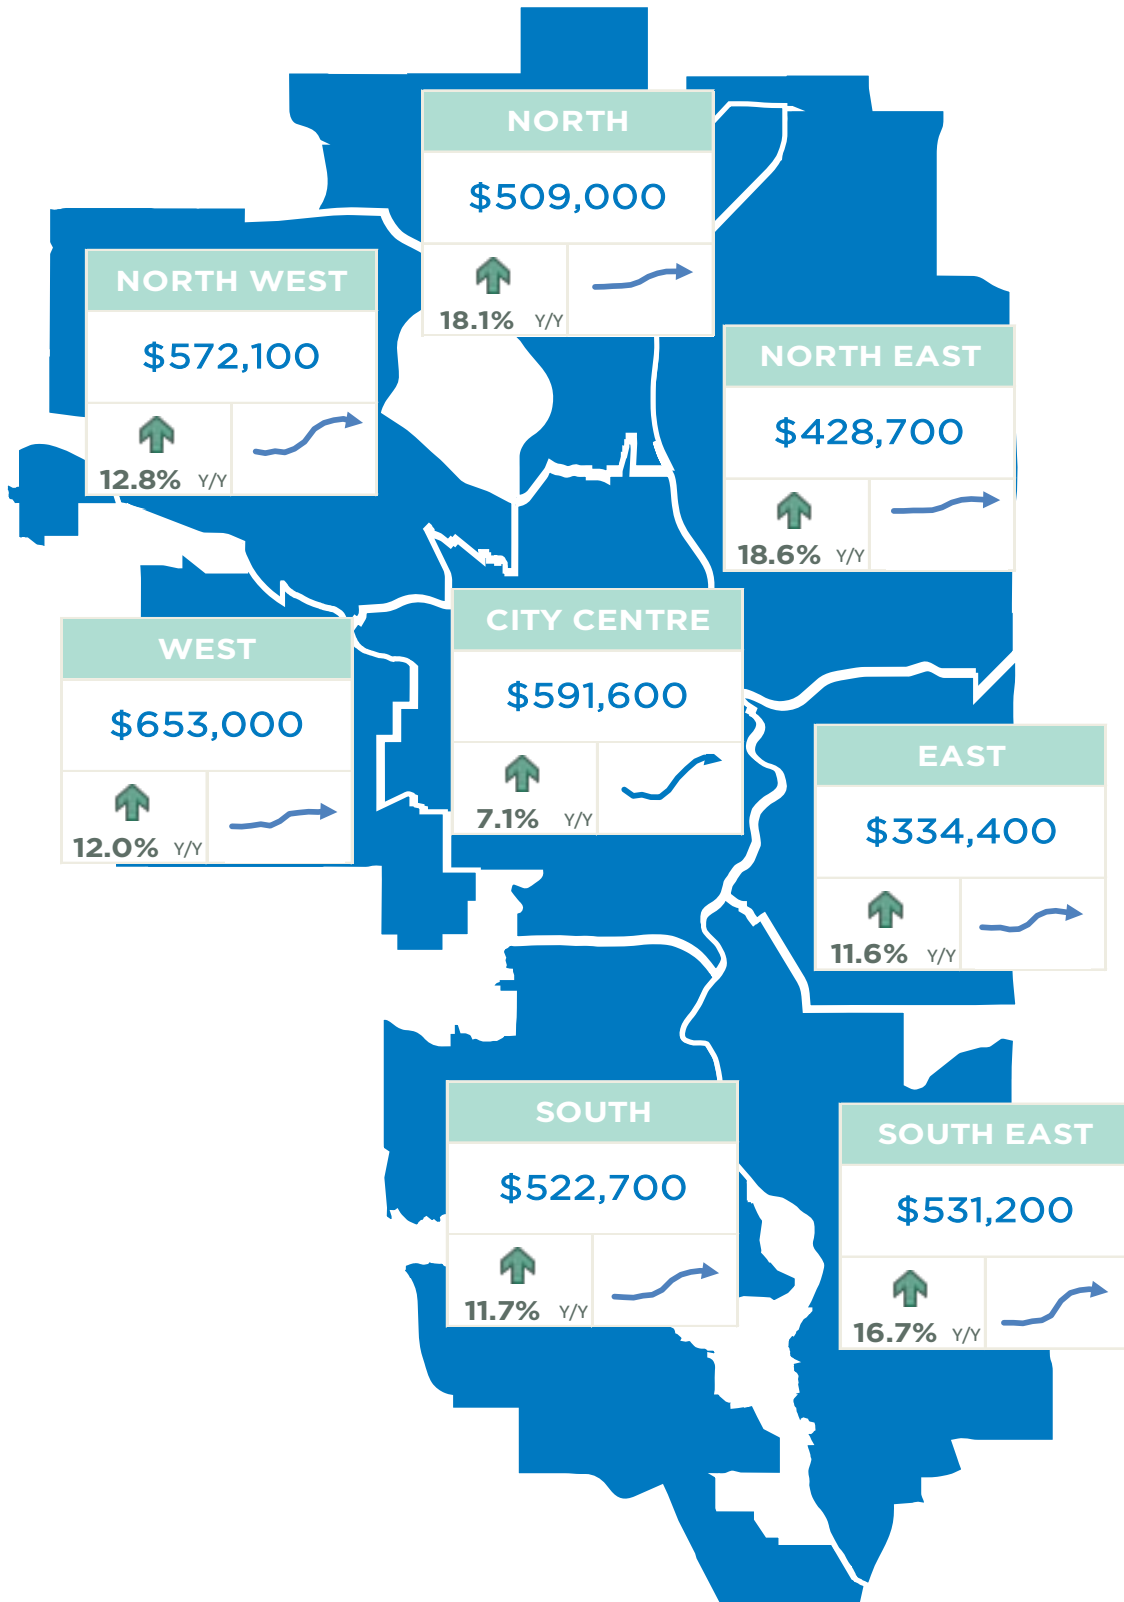 NORTH
$509,000
18.1% Y/Y
NORTH WEST
$572,100
12.8% Y/Y
NORTH EAST
$428,700
18.6% Y/Y
CITY CENTRE
$591,600
7.1% Y/Y
WEST
$653,000
12.0% Y/Y
EAST
$334,400
11.6% Y/Y
SOUTH
$522,700
11.7% Y/Y
SOUTH EAST
$531,200
16.7% Y/Y